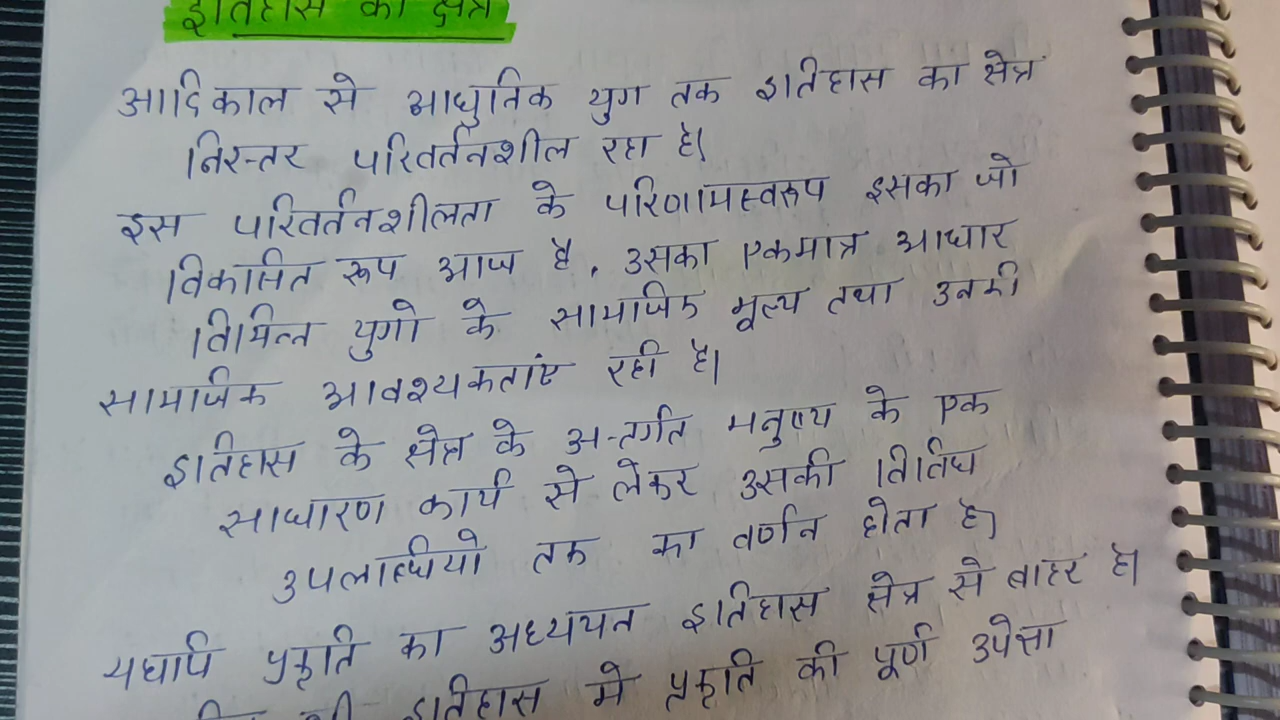 इतिहास का क्षेत्र
आदिकाल से आधुनिक युग तक इतिहास का क्षेत्र
निरन्तर परिवर्तनशील रहा है।
इस परिवर्तनशीलता के परिणामस्वरूप इसका जो
विकसित रूप आज है, उसका एकमात्र आधार
विभिन्न युगो के सामाजिक मूल्य तथा उनकी
सामाजिक आवश्यकताएं रही है।
इतिहास के क्षेत्र के अन्तर्गत मनुष्य के एक
साधारण कार्य से लेकर उसकी विविध
उपलब्धियो तक का वर्णन होता है।
यधपि प्रकृति का अध्ययन इतिहास क्षेत्र से बाहर है।
इतिहास मे प्रकृति की पूर्ण उपेक्षा